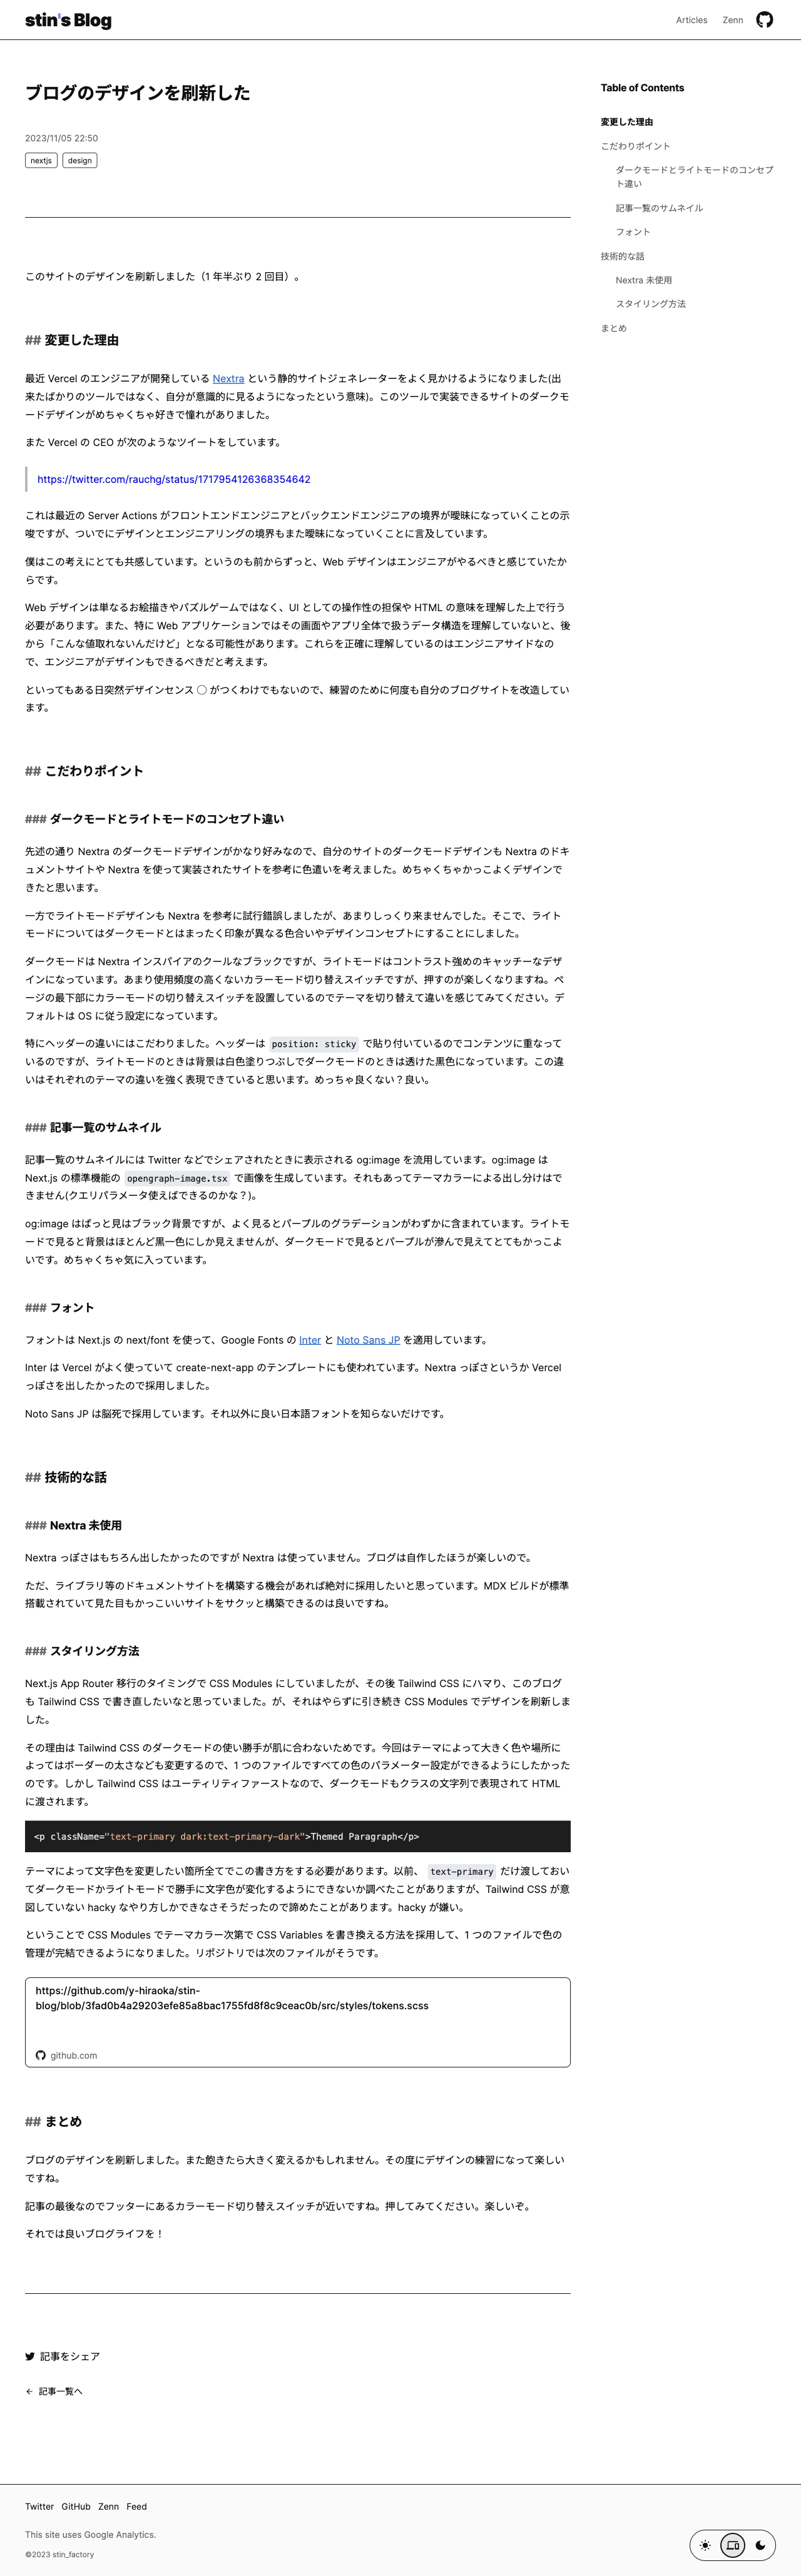 stin's Blog
Articles
Zenn
ブログのデザインを刷新した
2023/11/05 22:50
nextjs
design
Table of Contents
変更した理由
こだわりポイント
ダークモードとライトモードのコンセプ
ト違い
記事一覧のサムネイル
フォント
技術的な話
Nextra 未使用
スタイリング方法
まとめ
このサイトのデザインを刷新しました（1 年半ぶり 2 回目）。
## 変更した理由
最近 Vercel のエンジニアが開発している Nextra という静的サイトジェネレーターをよく見かけるようになりました(出
来たばかりのツールではなく、自分が意識的に見るようになったという意味)。このツールで実装できるサイトのダークモ
ードデザインがめちゃくちゃ好きで憧れがありました。
また Vercel の CEO が次のようなツイートをしています。
https://twitter.com/rauchg/status/1717954126368354642
これは最近の Server Actions がフロントエンドエンジニアとバックエンドエンジニアの境界が曖昧になっていくことの示
唆ですが、ついでにデザインとエンジニアリングの境界もまた曖昧になっていくことに言及しています。
僕はこの考えにとても共感しています。というのも前からずっと、Web デザインはエンジニアがやるべきと感じていたか
らです。
Web デザインは単なるお絵描きやパズルゲームではなく、UI としての操作性の担保や HTML の意味を理解した上で行う
必要があります。また、特に Web アプリケーションではその画面やアプリ全体で扱うデータ構造を理解していないと、後
から「こんな値取れないんだけど」となる可能性があります。これらを正確に理解しているのはエンジニアサイドなの
で、エンジニアがデザインもできるべきだと考えます。
といってもある日突然デザインセンス ◯ がつくわけでもないので、練習のために何度も自分のブログサイトを改造してい
ます。
## こだわりポイント
### ダークモードとライトモードのコンセプト違い
先述の通り Nextra のダークモードデザインがかなり好みなので、自分のサイトのダークモードデザインも Nextra のドキ
ュメントサイトや Nextra を使って実装されたサイトを参考に色遣いを考えました。めちゃくちゃかっこよくデザインで
きたと思います。
一方でライトモードデザインも Nextra を参考に試行錯誤しましたが、あまりしっくり来ませんでした。そこで、ライト
モードについてはダークモードとはまったく印象が異なる色合いやデザインコンセプトにすることにしました。
ダークモードは Nextra インスパイアのクールなブラックですが、ライトモードはコントラスト強めのキャッチーなデザ
インになっています。あまり使用頻度の高くないカラーモード切り替えスイッチですが、押すのが楽しくなりますね。ペ
ージの最下部にカラーモードの切り替えスイッチを設置しているのでテーマを切り替えて違いを感じてみてください。デ
フォルトは OS に従う設定になっています。
特にヘッダーの違いにはこだわりました。ヘッダーは position: sticky で貼り付いているのでコンテンツに重なって
いるのですが、ライトモードのときは背景は白色塗りつぶしでダークモードのときは透けた黒色になっています。この違
いはそれぞれのテーマの違いを強く表現できていると思います。めっちゃ良くない？良い。
### 記事一覧のサムネイル
記事一覧のサムネイルには Twitter などでシェアされたときに表示される og:image を流用しています。og:image は
Next.js の標準機能の opengraph-image.tsx で画像を生成しています。それもあってテーマカラーによる出し分けはで
きません(クエリパラメータ使えばできるのかな？)。
og:image はぱっと見はブラック背景ですが、よく見るとパープルのグラデーションがわずかに含まれています。ライトモ
ードで見ると背景はほとんど黒一色にしか見えませんが、ダークモードで見るとパープルが滲んで見えてとてもかっこよ
いです。めちゃくちゃ気に入っています。
### フォント
フォントは Next.js の next/font を使って、Google Fonts の Inter と Noto Sans JP を適用しています。
Inter は Vercel がよく使っていて create-next-app のテンプレートにも使われています。Nextra っぽさというか Vercel
っぽさを出したかったので採用しました。
Noto Sans JP は脳死で採用しています。それ以外に良い日本語フォントを知らないだけです。
## 技術的な話
### Nextra 未使用
Nextra っぽさはもちろん出したかったのですが Nextra は使っていません。ブログは自作したほうが楽しいので。
ただ、ライブラリ等のドキュメントサイトを構築する機会があれば絶対に採用したいと思っています。MDX ビルドが標準
搭載されていて見た目もかっこいいサイトをサクッと構築できるのは良いですね。
### スタイリング方法
Next.js App Router 移行のタイミングで CSS Modules にしていましたが、その後 Tailwind CSS にハマり、このブログ
も Tailwind CSS で書き直したいなと思っていました。が、それはやらずに引き続き CSS Modules でデザインを刷新しま
した。
その理由は Tailwind CSS のダークモードの使い勝手が肌に合わないためです。今回はテーマによって大きく色や場所に
よってはボーダーの太さなども変更するので、1 つのファイルですべての色のパラメーター設定ができるようにしたかった
のです。しかし Tailwind CSS はユーティリティファーストなので、ダークモードもクラスの文字列で表現されて HTML
に渡されます。
<p className="text-primary dark:text-primary-dark">Themed Paragraph</p>
テーマによって文字色を変更したい箇所全てでこの書き方をする必要があります。以前、 text-primary だけ渡しておい
てダークモードかライトモードで勝手に文字色が変化するようにできないか調べたことがありますが、Tailwind CSS が意
図していない hacky なやり方しかできなさそうだったので諦めたことがあります。hacky が嫌い。
ということで CSS Modules でテーマカラー次第で CSS Variables を書き換える方法を採用して、1 つのファイルで色の
管理が完結できるようになりました。リポジトリでは次のファイルがそうです。
https://github.com/y-hiraoka/stin-
blog/blob/3fad0b4a29203efe85a8bac1755fd8f8c9ceac0b/src/styles/tokens.scss
github.com
## まとめ
ブログのデザインを刷新しました。また飽きたら大きく変えるかもしれません。その度にデザインの練習になって楽しい
ですね。
記事の最後なのでフッターにあるカラーモード切り替えスイッチが近いですね。押してみてください。楽しいぞ。
それでは良いブログライフを！
記事をシェア
← 記事一覧へ
Twitter
GitHub
Zenn
Feed
This site uses Google Analytics.
©2023 stin_factory